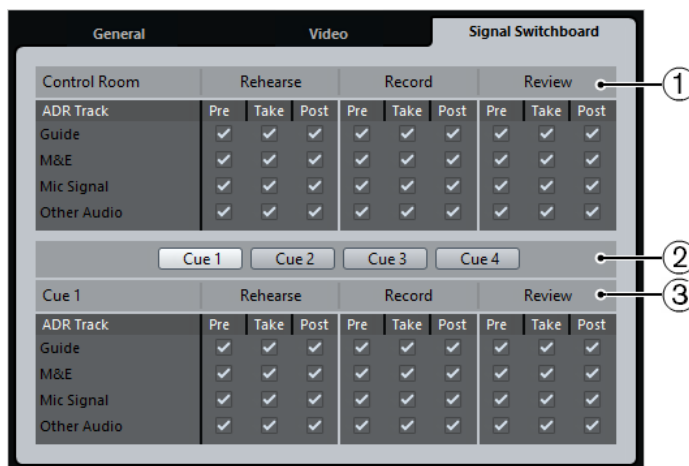 General Video Signal Switchboard
Control Room Rehearse Record Review 1
ADR Track Pre Take Post Pre Take Post Pre Take Post
Guide
M&E
Mic Signal
Other Audio
Cue 1 Cue 2 Cue 3 Cue 4 2
Cue 1 Rehearse Record Review 3
ADR Track Pre Take Post Pre Take Post Pre Take Post
Guide
M&E
Mic Signal
Other Audio